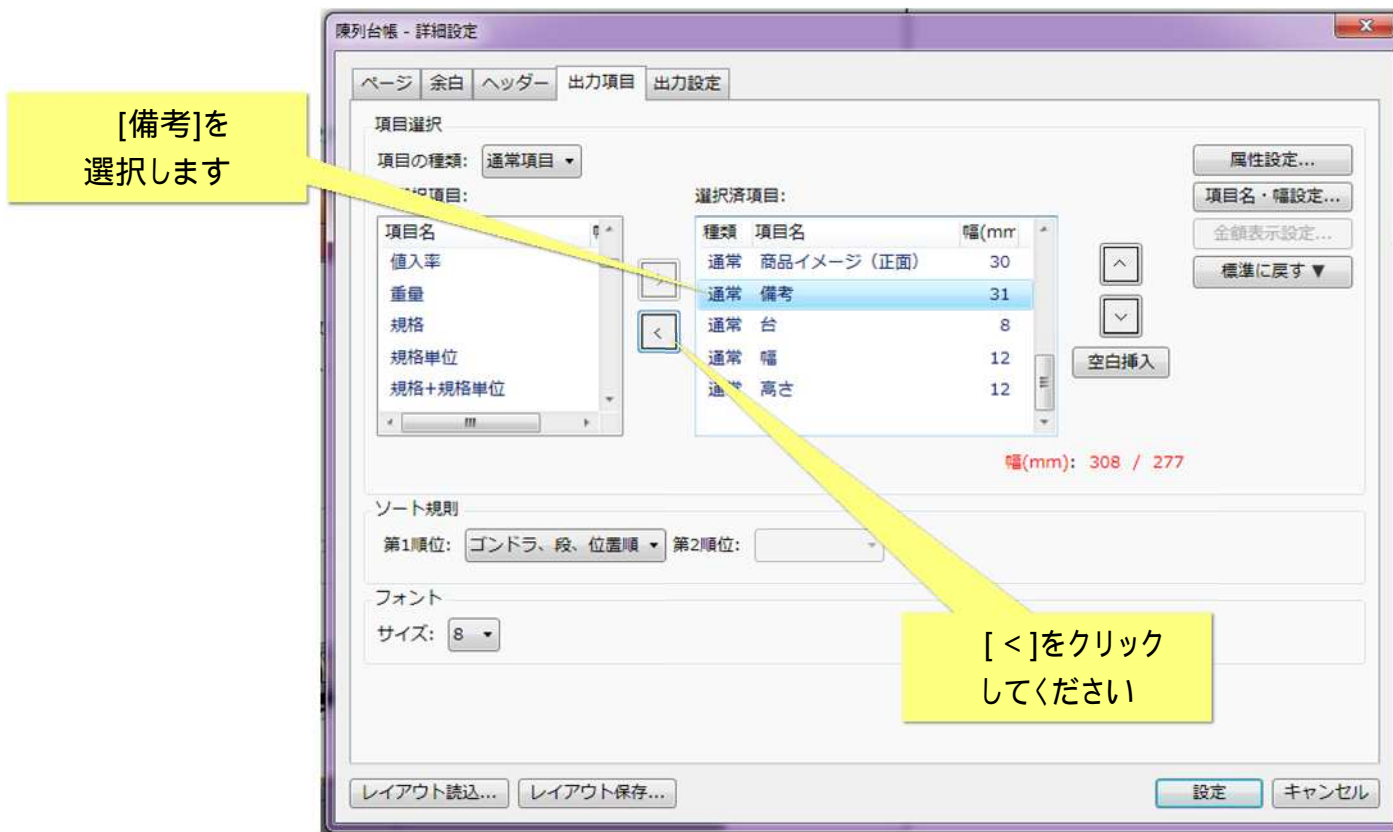 陳列台帳 - 詳細設定
ページ 余白 ヘッダー 出力項目 出力設定
[備考]を
選択します
項目選択
項目の種類: 通常項目
属性設定...
選択済項目:
項目名・幅設定...
項目名
種類 項目名 幅(mm
金額表示設定...
値入率
通常 商品イメージ（正面） 30
標準に戻す▼
重量
通常 備考 31
規格
<
通常 台 8
規格単位
通常 幅 12
空白挿入
規格+規格単位
通常 高さ 12
幅(mm): 308 / 277
ソート規則
第1順位: ゴンドラ、段、位置順 第2順位:
フォント
サイズ: 8
[ < ]をクリック
してください
レイアウト読込... レイアウト保存... 設定 キャンセル